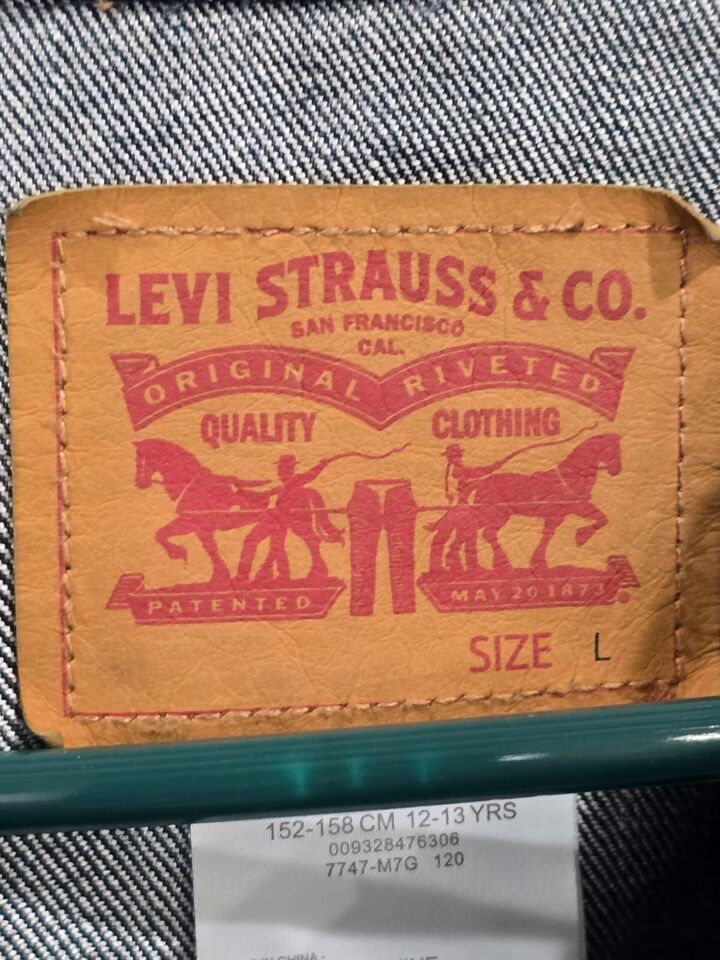 LEVI STRAUSS & CO.
SAN FRANCISCO
CAL.
ORIGINAL RIVETED
QUALITY CLOTHING
PATENTED MAY 20 1873
SIZE L
152-158 CM 12-13 YRS
009328476306
7747-M7G 120